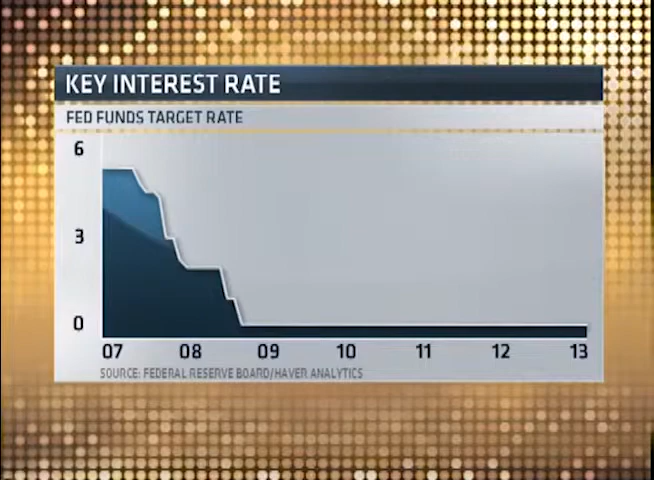 KEY INTEREST RATE
FED FUNDS TARGET RATE
6
3
0
07 08 09 10 11 12 13
SOURCE: FEDERAL RESERVE BOARD/HAVER ANALYTICS